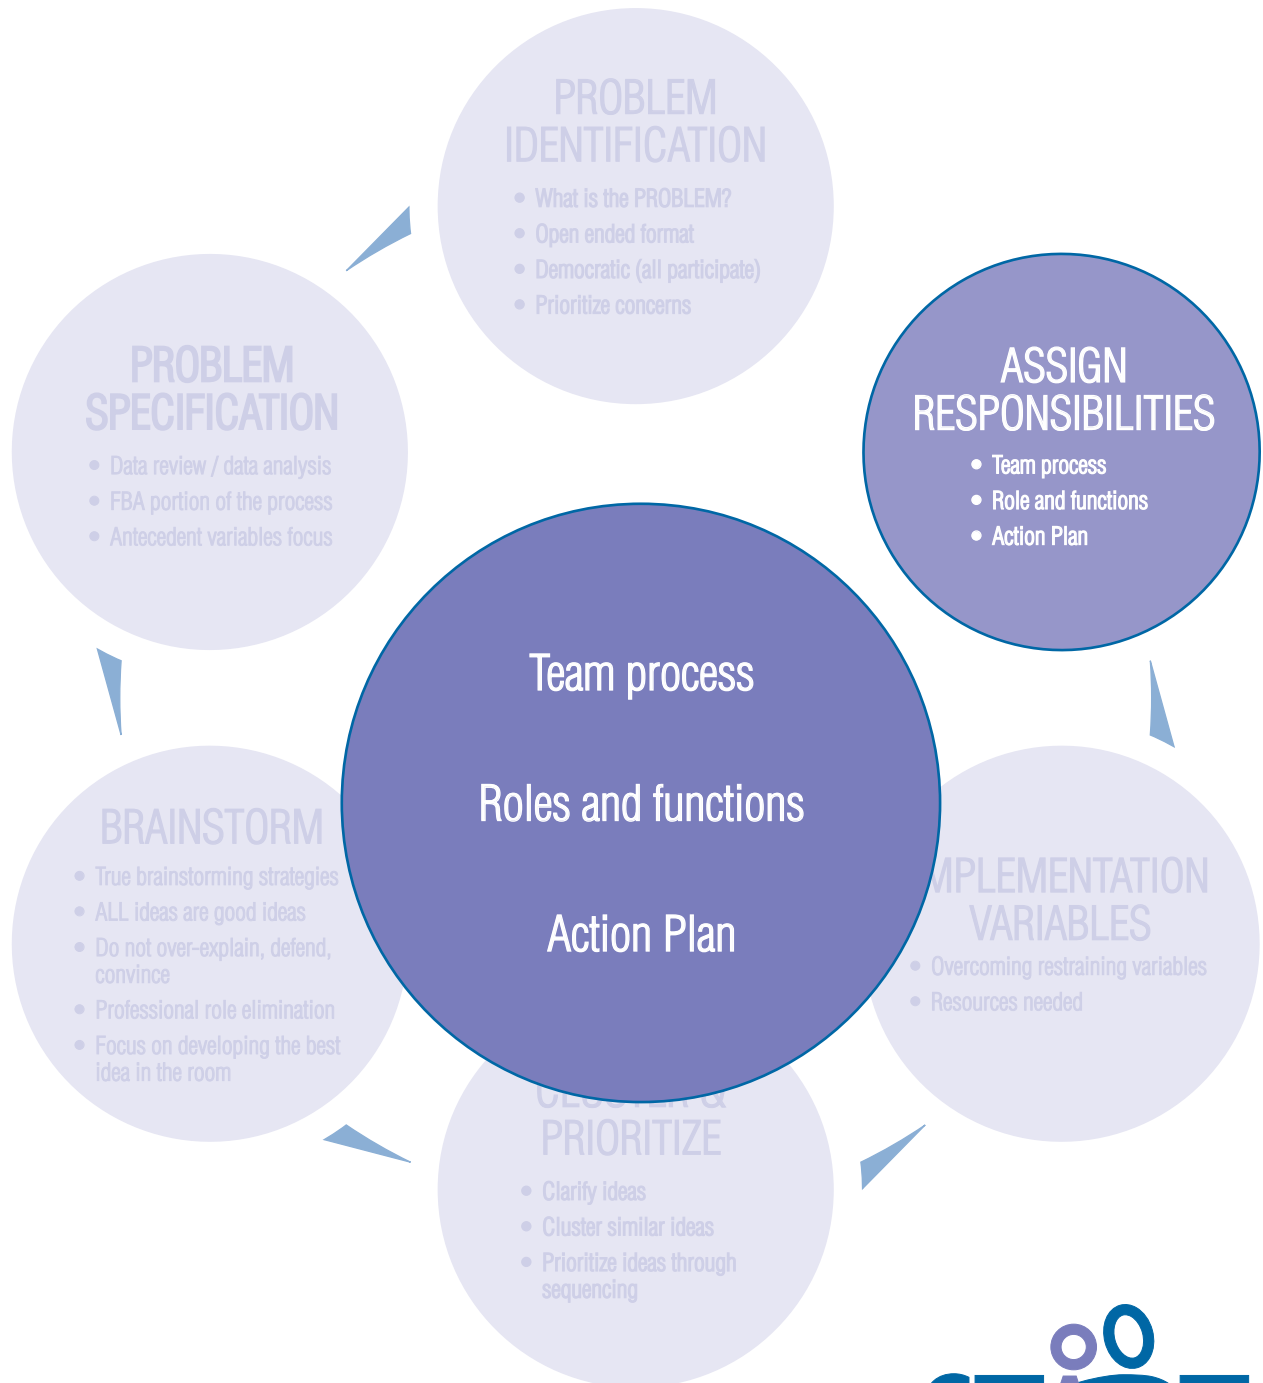 PROBLEM
IDENTIFICATION
• What is the PROBLEM?
• Open ended format
• Democratic (all participate)
• Prioritize concerns
PROBLEM
SPECIFICATION
• Data review / data analysis
• FBA portion of the process
• Antecedent variables focus
ASSIGN
RESPONSIBILITIES
• Team process
• Role and functions
• Action Plan
Team process
Roles and functions
Action Plan
BRAINSTORM
• True brainstorming strategies
• ALL ideas are good ideas
• Do not over-explain, defend,
convince
• Professional role elimination
• Focus on developing the best
idea in the room
MPLEMENTATION
VARIABLES
• Overcoming restraining variables
• Resources needed
CLUSTER &
PRIORITIZE
• Clarify ideas
• Cluster similar ideas
• Prioritize ideas through
sequencing